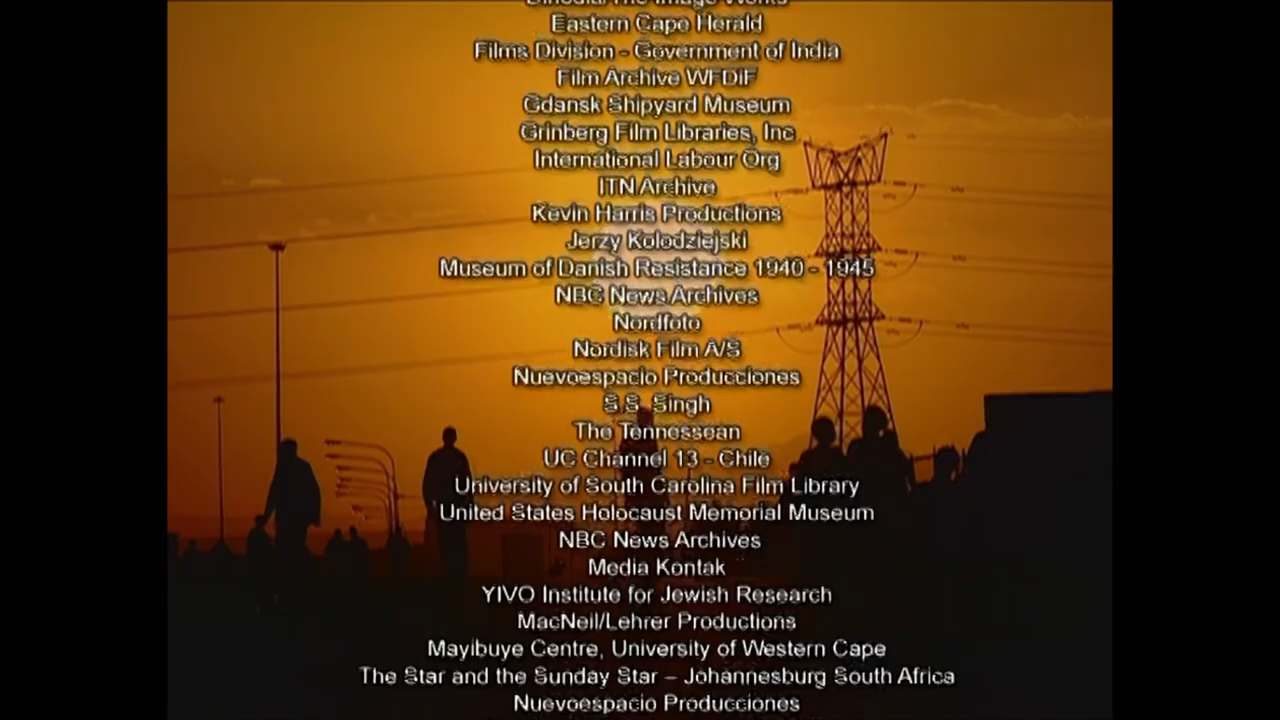 Eastern Cape Herald
Films Division - Government of India
Film Archive WFDiF
Gdansk Shipyard Museum
Grinberg Film Libraries, Inc
International Labour Org
ITN Archive
Kevin Harris Productions
Jerzy Kolodziejski
Museum of Danish Resistance 1940 - 1945
NBC News Archives
Nordfoto
Nordisk Film A/S
Nuevoespacio Producciones
S.S. Singh
The Tennessean
UC Channel 13 - Chile
University of South Carolina Film Library
United States Holocaust Memorial Museum
NBC News Archives
Media Kontak
YIVO Institute for Jewish Research
MacNeil/Lehrer Productions
Mayibuye Centre, University of Western Cape
The Star and the Sunday Star – Johannesburg South Africa
Nuevoespacio Producciones